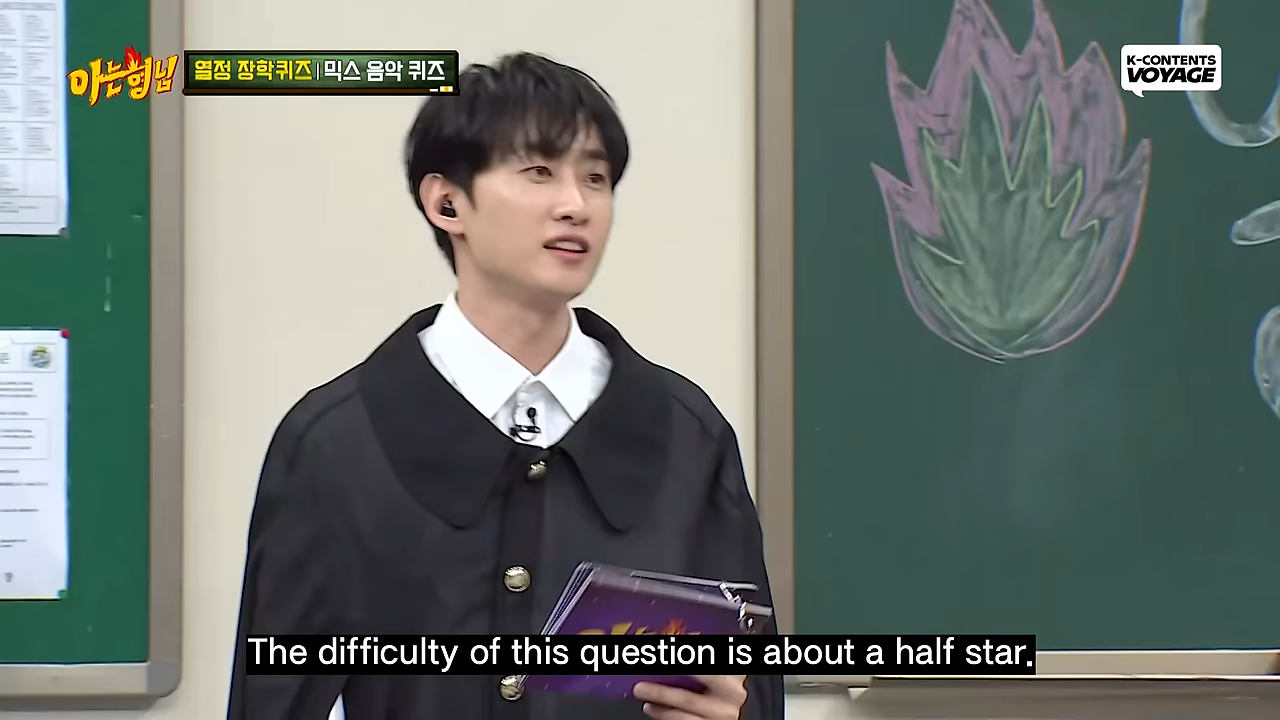 아는형님
열정 장학퀴즈 | 믹스 음악 퀴즈
K-CONTENTS
VOYAGE
The difficulty of this question is about a half star.